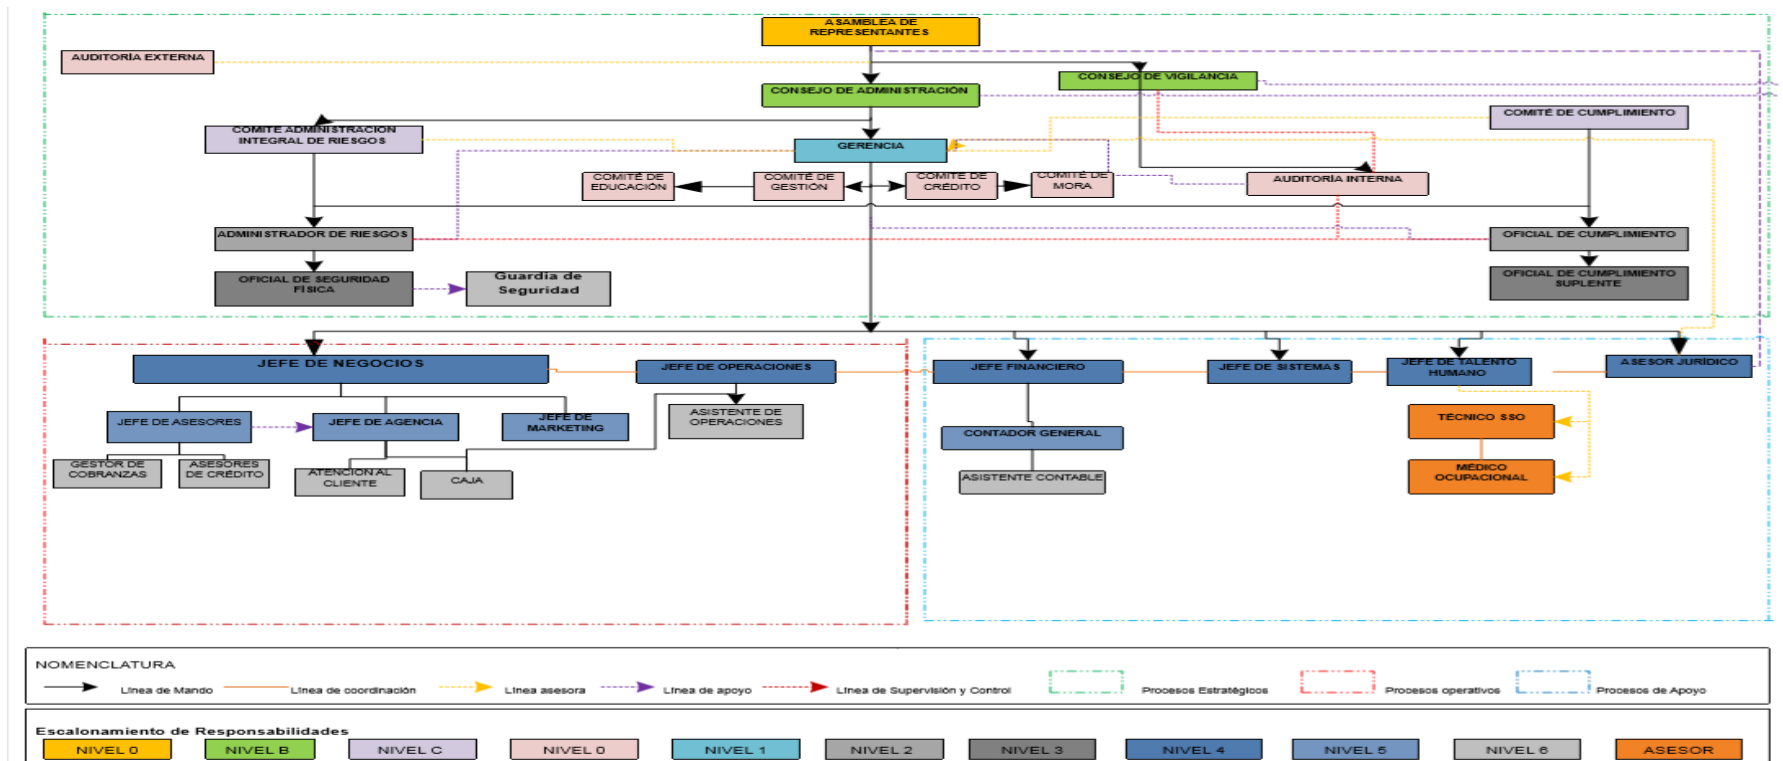 ASAMBLEA DE
REPRESENTANTES
AUDITORÍA EXTERNA
CONSEJO DE VIGILANCIA
CONSEJO DE ADMINISTRACIÓN
COMITÉ DE CUMPLIMIENTO
COMITE ADMINISTRACION
INTEGRAL DE RIESGOS
GERENCIA
COMITÉ DE
EDUCACIÓN
COMITÉ DE
GESTIÓN
COMITÉ DE
CRÉDITO
COMITÉ DE
MORA
AUDITORÍA INTERNA
ADMINISTRADOR DE RIESGOS
OFICIAL DE CUMPLIMIENTO
OFICIAL DE SEGURIDAD
FÍSICA
Guardia de
Seguridad
OFICIAL DE CUMPLIMIENTO
SUPLENTE
JEFE DE NEGOCIOS
JEFE DE OPERACIONES
JEFE FINANCIERO
JEFE DE SISTEMAS
JEFE DE TALENTO
HUMANO
ASESOR JURÍDICO
JEFE DE ASESORES
JEFE DE AGENCIA
JEFE DE
MARKETING
ASISTENTE DE
OPERACIONES
CONTADOR GENERAL
TÉCNICO SSO
GESTOR DE
COBRANZAS
ASESORES
DE CRÉDITO
ATENCION AL
CLIENTE
CAJA
ASISTENTE CONTABLE
MÉDICO
OCUPACIONAL
NOMENCLATURA
Línea de Mando
Línea de coordinación
Línea asesora
Línea de apoyo
Línea de Supervisión y Control
Procesos Estratégicos
Procesos operativos
Procesos de Apoyo
Escalonamiento de Responsabilidades
NIVEL 0
NIVEL B
NIVEL C
NIVEL 0
NIVEL 1
NIVEL 2
NIVEL 3
NIVEL 4
NIVEL 5
NIVEL 6
ASESOR